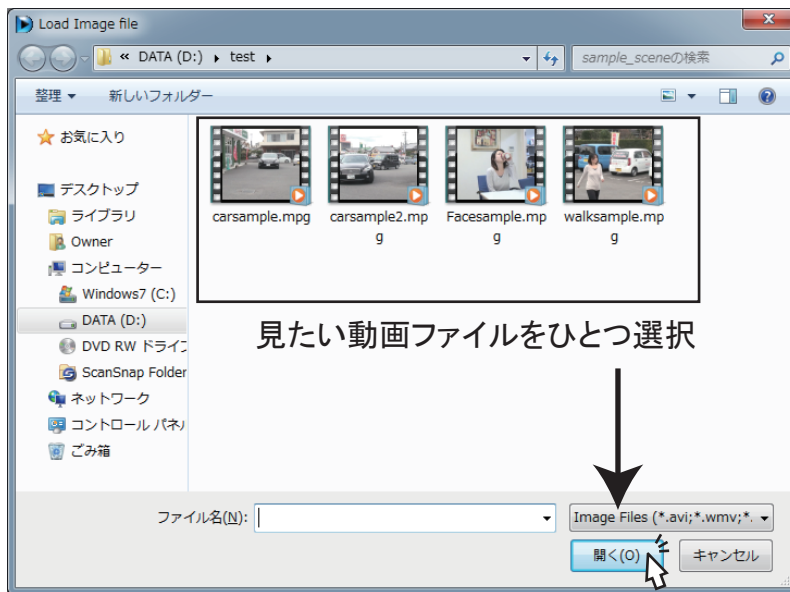 Load Image file
« DATA (D:) ▸ test ▸
sample_sceneの検索
整理 ▼ 新しいフォルダー
お気に入り
デスクトップ
ライブラリ
Owner
コンピューター
Windows7 (C:)
DATA (D:)
DVD RW ドライブ
ScanSnap Folder
ネットワーク
コントロール パネル
ごみ箱
carsample.mpg
carsample2.mp
g
Facesample.mp
g
walksample.mp
g
見たい動画ファイルをひとつ選択
ファイル名(N):
Image Files (*.avi;*.wmv;*.
開く(O)
キャンセル